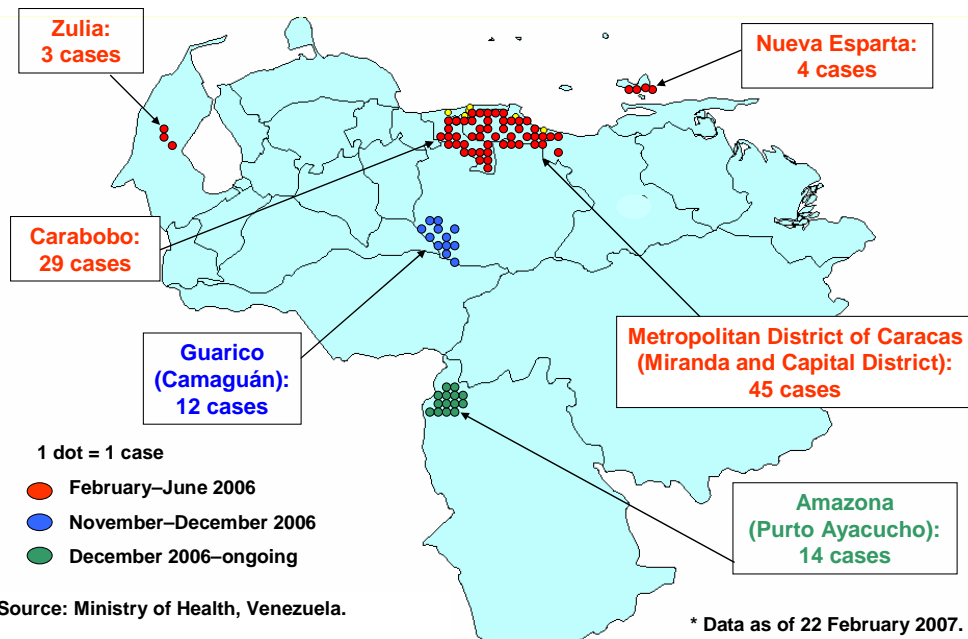 Zulia:
3 cases
Nueva Esparta:
4 cases
Carabobo:
29 cases
Guarico
(Camaguán):
12 cases
Metropolitan District of Caracas
(Miranda and Capital District):
45 cases
1 dot = 1 case
February–June 2006
November–December 2006
December 2006–ongoing
Amazona
(Purto Ayacucho):
14 cases
Source: Ministry of Health, Venezuela.
* Data as of 22 February 2007.